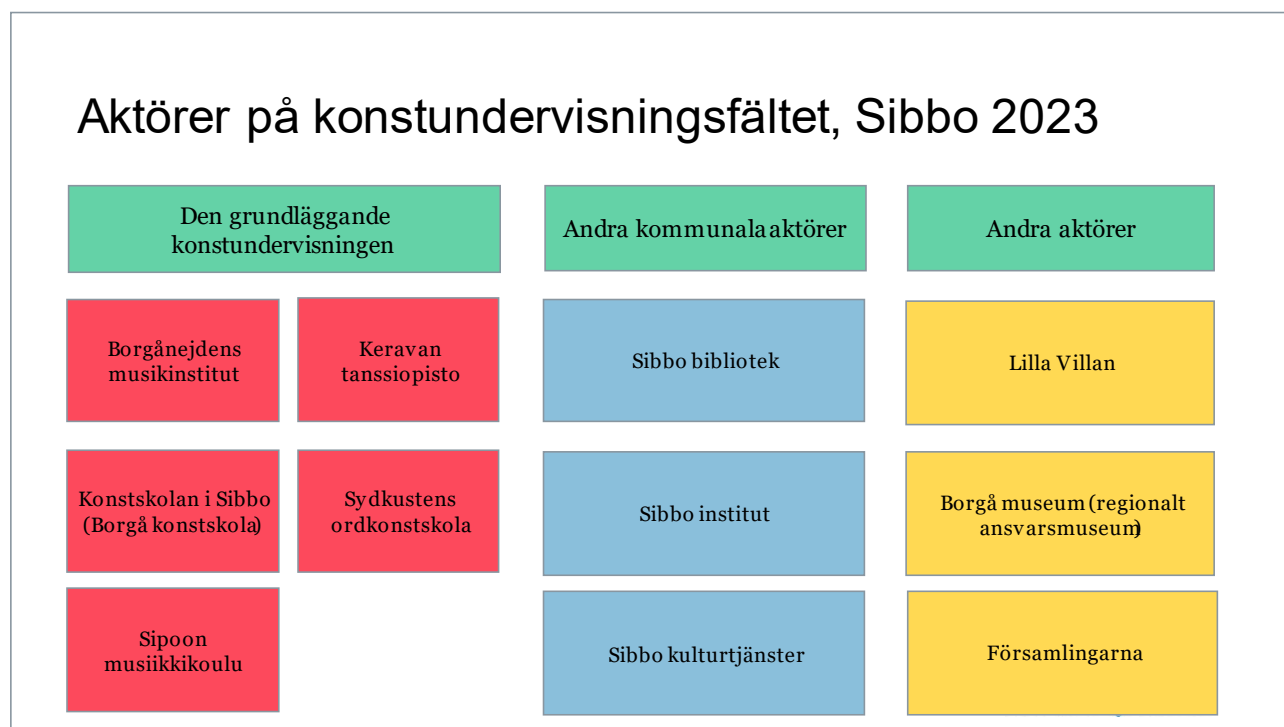 Aktörer på konstundervisningsfältet, Sibbo 2023
Den grundläggande
konstundervisningen
Andra kommunala aktörer
Andra aktörer
Borgånejdens
musikinstitut
Keravan
tanssiopisto
Sibbo bibliotek
Lilla Villan
Konstskolan i Sibbo
(Borgå konstskola)
Sydkustens
ordkonstskola
Sibbo institut
Borgå museum (regionalt
ansvarsmuseum)
Sipoon
musiikkikoulu
Sibbo kulturtjänster
Församlingarna